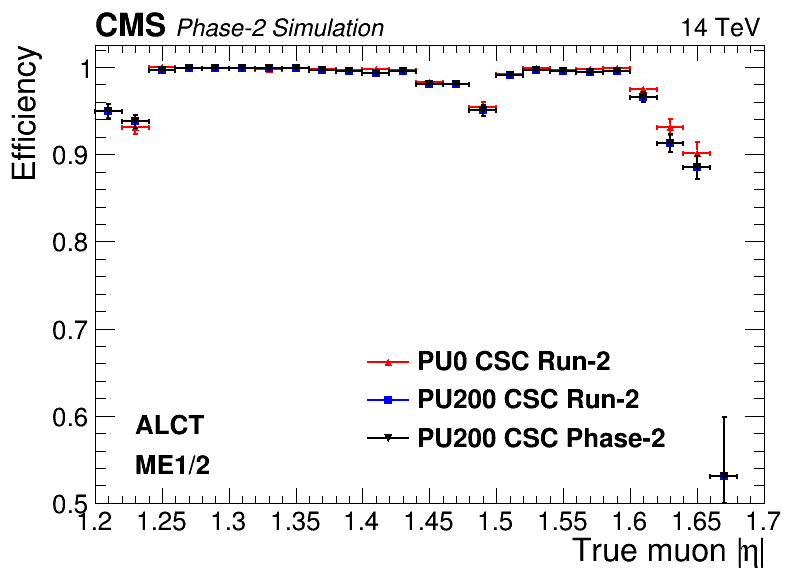 CMS Phase-2 Simulation 14 TeV
Efficiency
1
0.9
0.8
0.7
0.6
0.5
PU0 CSC Run-2
PU200 CSC Run-2
PU200 CSC Phase-2
ALCT
ME1/2
1.2 1.25 1.3 1.35 1.4 1.45 1.5 1.55 1.6 1.65 1.7
True muon |η|